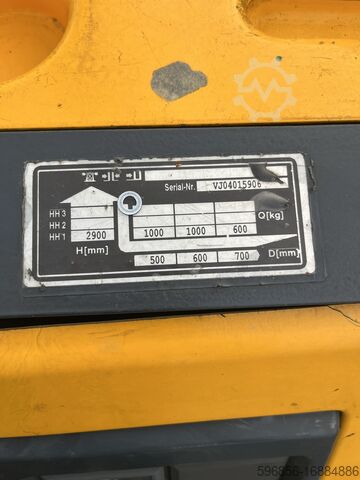 Serial-Nr. VJ04015906
HH 3
HH 2 Q[kg]
HH 1 2900 1000 1000 600
H[mm]
500 600 700 D[mm]
596856-16884886